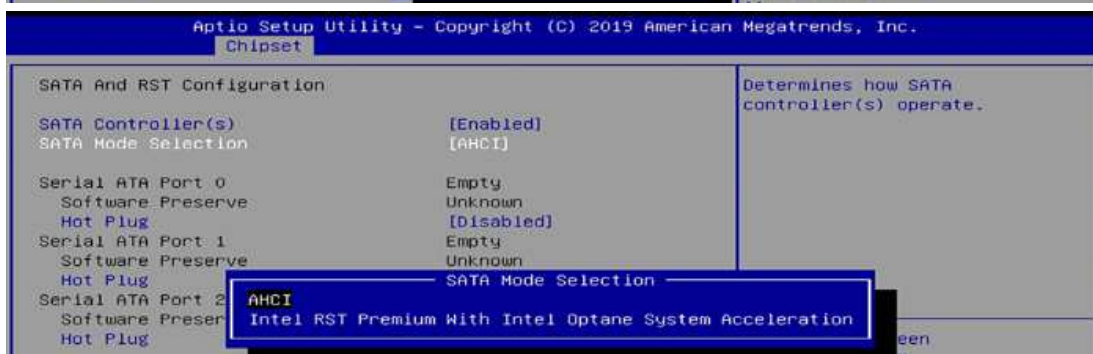 Aptio Setup Utility – Copyright (C) 2019 American Megatrends, Inc.
Chipset
SATA And RST Configuration
Determines how SATA
controller(s) operate.
SATA Controller(s) [Enabled]
SATA Mode Selection [AHCI]
Serial ATA Port 0 Empty
Software Preserve Unknown
Hot Plug [Disabled]
Serial ATA Port 1 Empty
Software Preserve Unknown
Hot Plug
SATA Mode Selection
Serial ATA Port 2
AHCI
Software Preser
Intel RST Premium With Intel Optane System Acceleration
Hot Plug
een